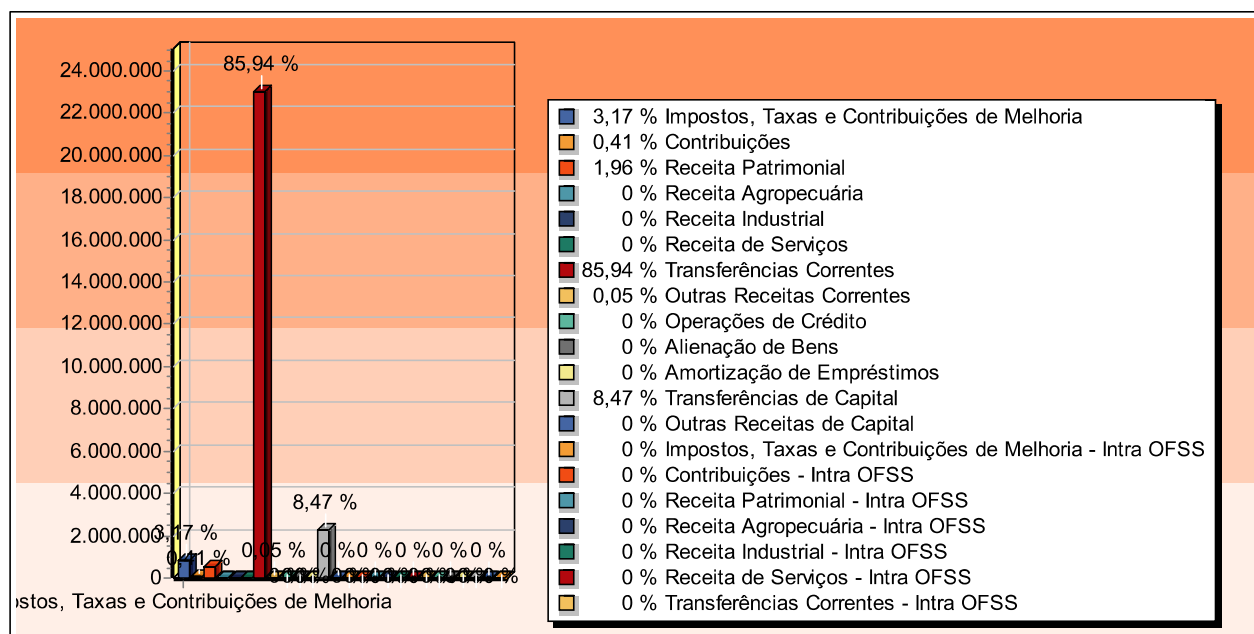 24.000.000
22.000.000
20.000.000
18.000.000
16.000.000
14.000.000
12.000.000
10.000.000
8.000.000
6.000.000
4.000.000
2.000.000
0
85,94 %
8,47 %
3,17 %
0,41 %
0,05 %
0 %
0 %
0 %
0 %
0 %
ostos, Taxas e Contribuições de Melhoria
3,17 % Impostos, Taxas e Contribuições de Melhoria
0,41 % Contribuições
1,96 % Receita Patrimonial
0 % Receita Agropecuária
0 % Receita Industrial
0 % Receita de Serviços
85,94 % Transferências Correntes
0,05 % Outras Receitas Correntes
0 % Operações de Crédito
0 % Alienação de Bens
0 % Amortização de Empréstimos
8,47 % Transferências de Capital
0 % Outras Receitas de Capital
0 % Impostos, Taxas e Contribuições de Melhoria - Intra OFSS
0 % Contribuições - Intra OFSS
0 % Receita Patrimonial - Intra OFSS
0 % Receita Agropecuária - Intra OFSS
0 % Receita Industrial - Intra OFSS
0 % Receita de Serviços - Intra OFSS
0 % Transferências Correntes - Intra OFSS